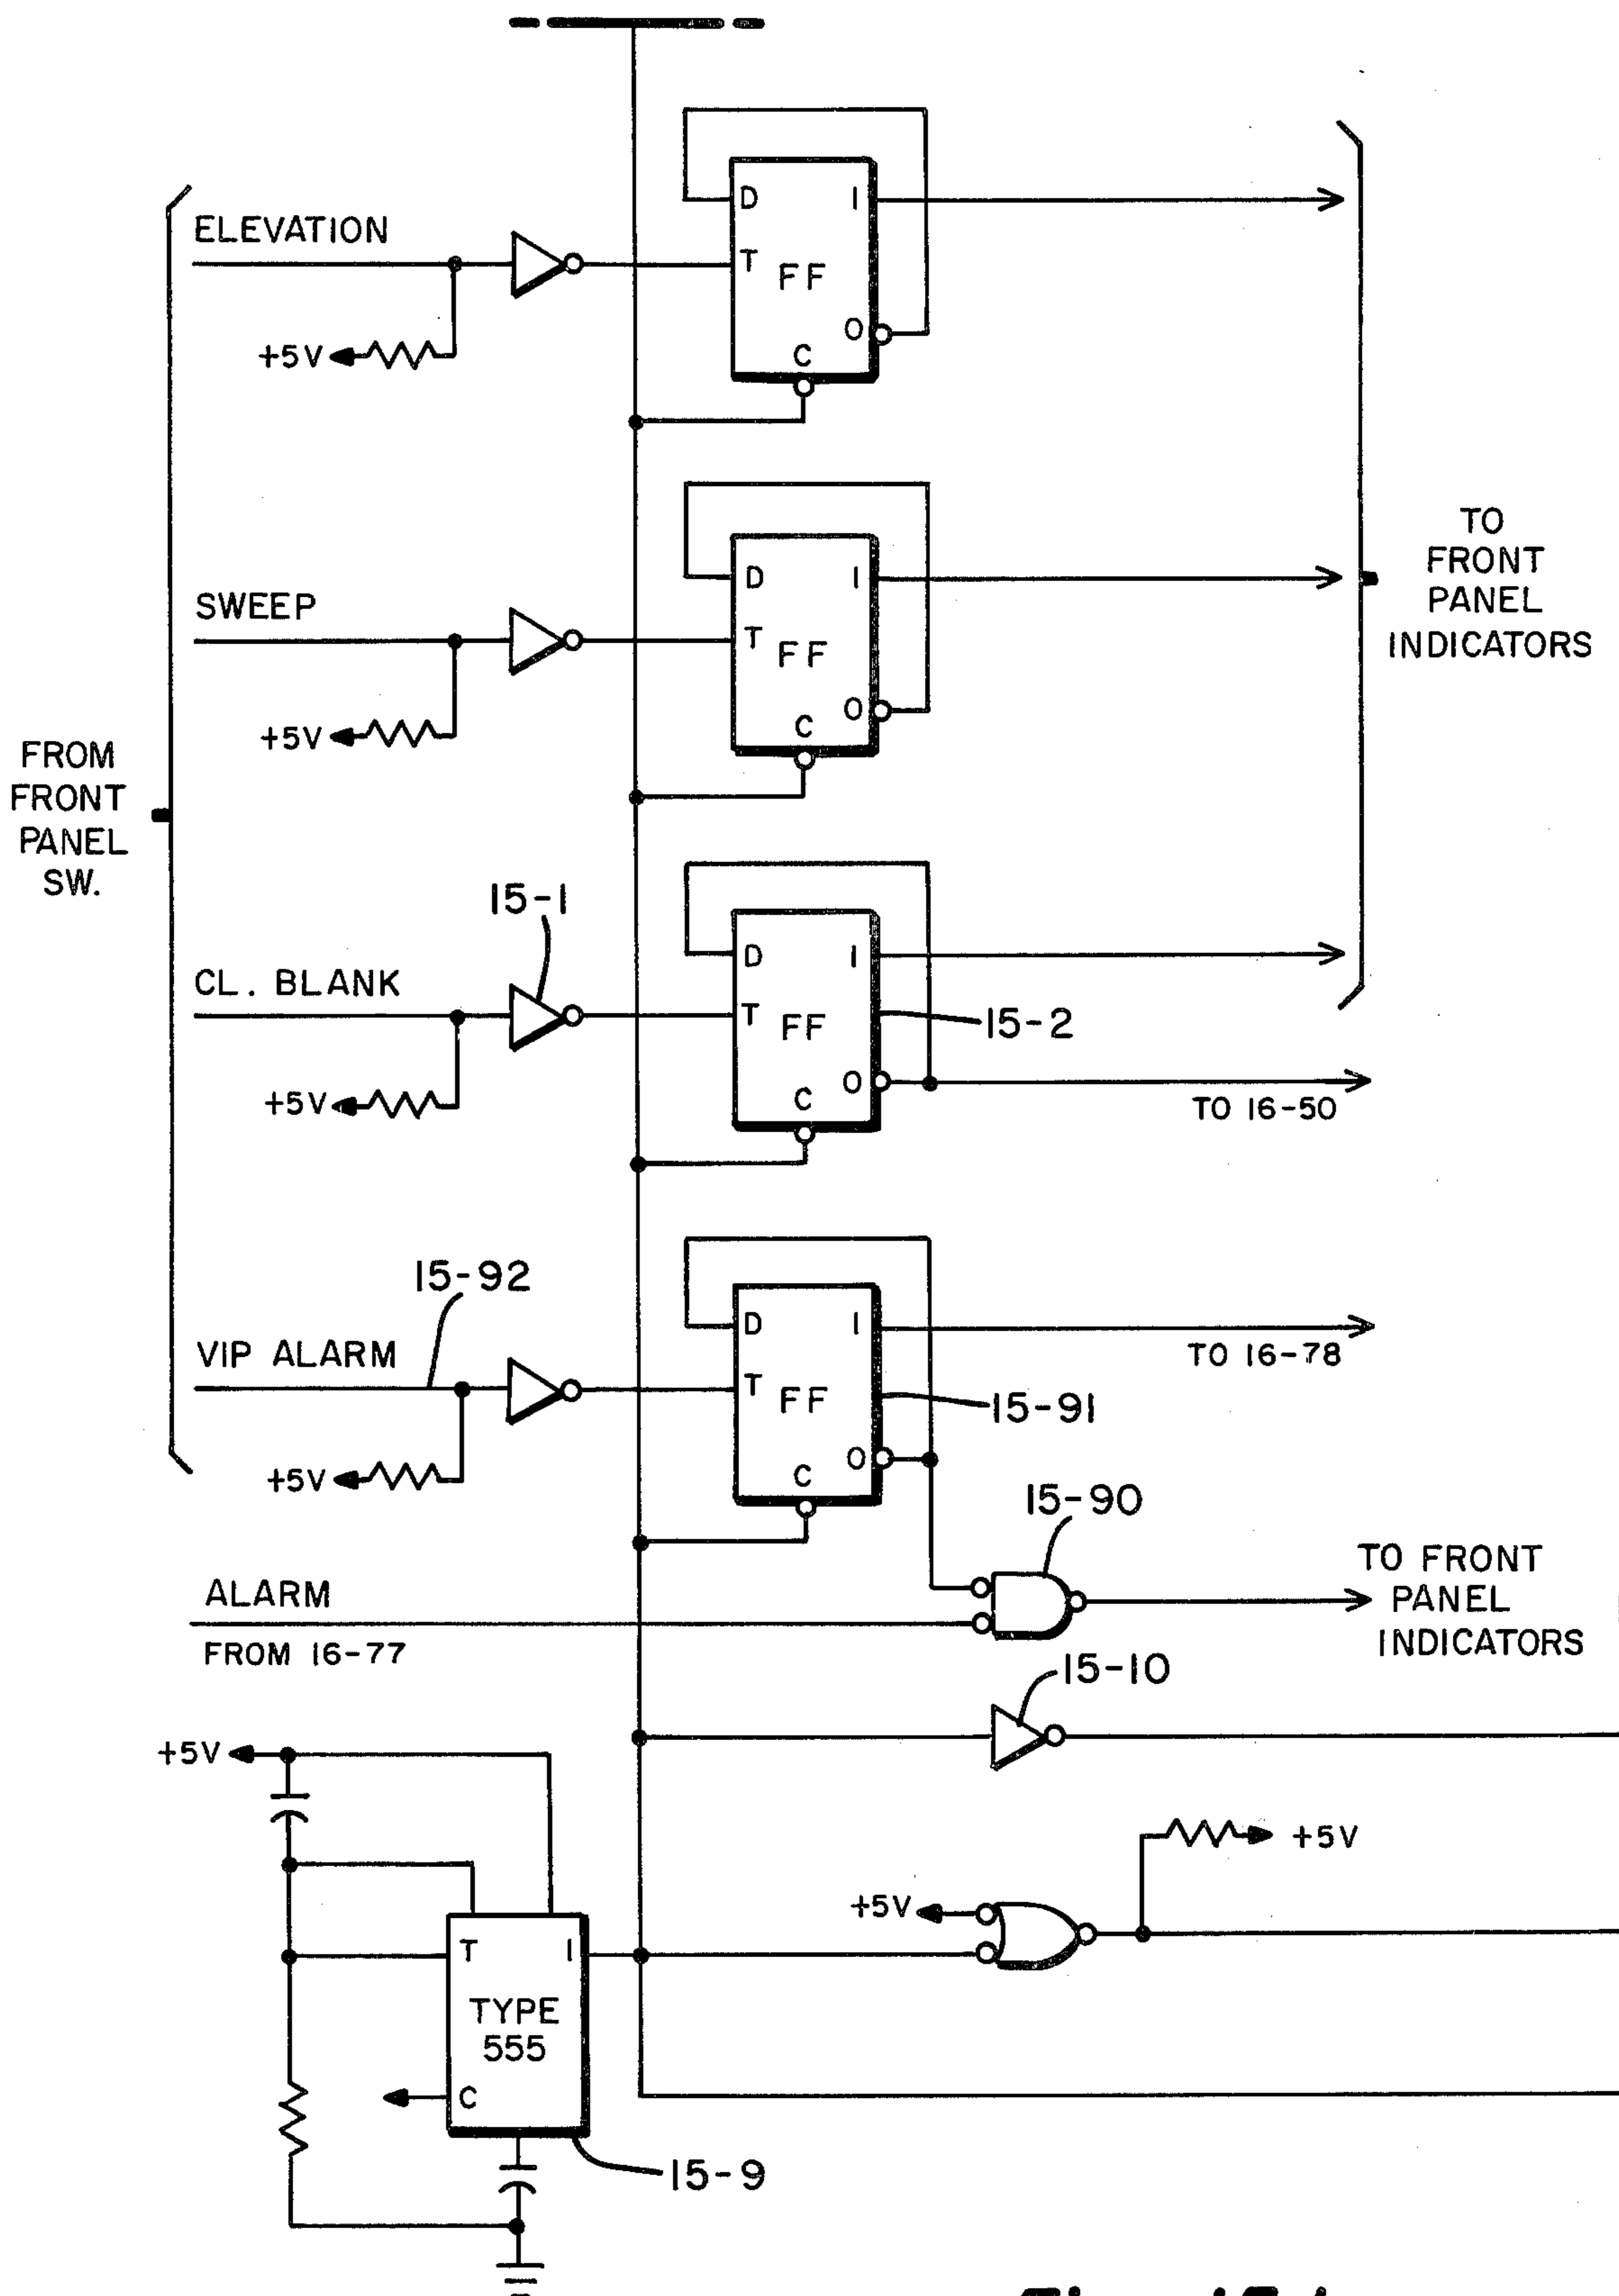 ELEVATION
D
I
T
FF
O
C
+5V
SWEEP
D
I
T
FF
O
C
+5V
TO
FRONT
PANEL
INDICATORS
FROM
FRONT
PANEL
SW.
15-1
CL. BLANK
D
I
T
FF
15-2
O
C
+5V
TO 16-50
15-92
VIP ALARM
D
I
TO 16-78
T
FF
15-91
O
C
+5V
15-90
ALARM
FROM 16-77
TO FRONT
PANEL
INDICATORS
15-10
+5V
+5V
+5V
T
I
TYPE
555
C
15-9